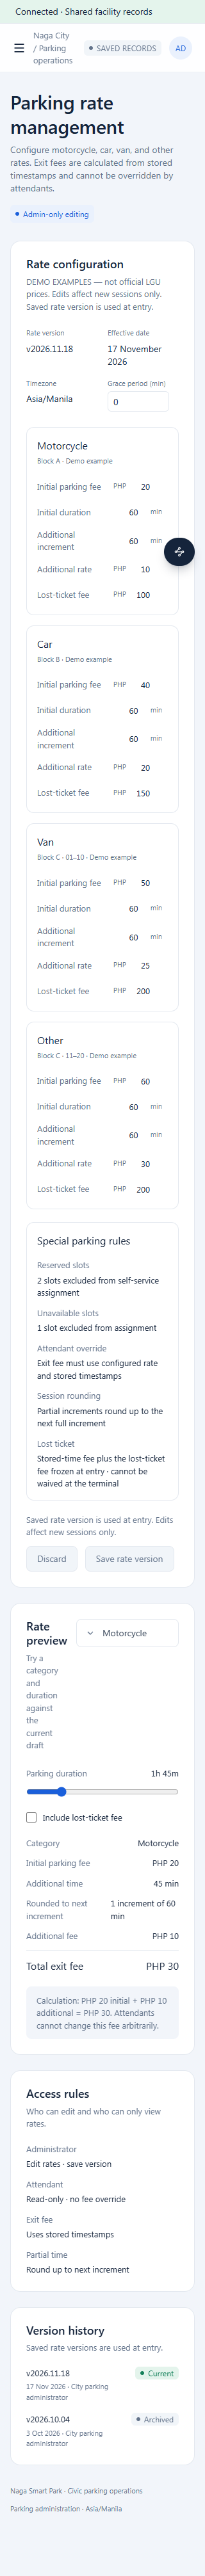 Connected · Shared facility records
Naga City
/ Parking
operations
SAVED RECORDS
AD
Parking rate
management
Configure motorcycle, car, van, and other
rates. Exit fees are calculated from stored
timestamps and cannot be overridden by
attendants.
Admin-only editing
Rate configuration
DEMO EXAMPLES — not official LGU
prices. Edits affect new sessions only.
Saved rate version is used at entry.
Rate version
v2026.11.18
Effective date
17 November
2026
Timezone
Asia/Manila
Grace period (min)
0
Motorcycle
Block A · Demo example
Initial parking fee PHP 20
Initial duration 60 min
Additional
increment 60 min
Additional rate PHP 10
Lost-ticket fee PHP 100
Car
Block B · Demo example
Initial parking fee PHP 40
Initial duration 60 min
Additional
increment 60 min
Additional rate PHP 20
Lost-ticket fee PHP 150
Van
Block C · 01–10 · Demo example
Initial parking fee PHP 50
Initial duration 60 min
Additional
increment 60 min
Additional rate PHP 25
Lost-ticket fee PHP 200
Other
Block C · 11–20 · Demo example
Initial parking fee PHP 60
Initial duration 60 min
Additional
increment 60 min
Additional rate PHP 30
Lost-ticket fee PHP 200
Special parking rules
Reserved slots
2 slots excluded from self-service
assignment
Unavailable slots
1 slot excluded from assignment
Attendant override
Exit fee must use configured rate
and stored timestamps
Session rounding
Partial increments round up to the
next full increment
Lost ticket
Stored-time fee plus the lost-ticket
fee frozen at entry · cannot be
waived at the terminal
Saved rate version is used at entry. Edits
affect new sessions only.
Discard
Save rate version
Rate
preview
Motorcycle
Try a
category
and
duration
against
the
current
draft
Parking duration 1h 45m
Include lost-ticket fee
Category Motorcycle
Initial parking fee PHP 20
Additional time 45 min
Rounded to next
increment
1 increment of 60
min
Additional fee PHP 10
Total exit fee PHP 30
Calculation: PHP 20 initial + PHP 10
additional = PHP 30. Attendants
cannot change this fee arbitrarily.
Access rules
Who can edit and who can only view
rates.
Administrator
Edit rates · save version
Attendant
Read-only · no fee override
Exit fee
Uses stored timestamps
Partial time
Round up to next increment
Version history
Saved rate versions are used at entry.
v2026.11.18
Current
17 Nov 2026 · City parking
administrator
v2026.10.04
Archived
3 Oct 2026 · City parking
administrator
Naga Smart Park · Civic parking operations
Parking administration · Asia/Manila